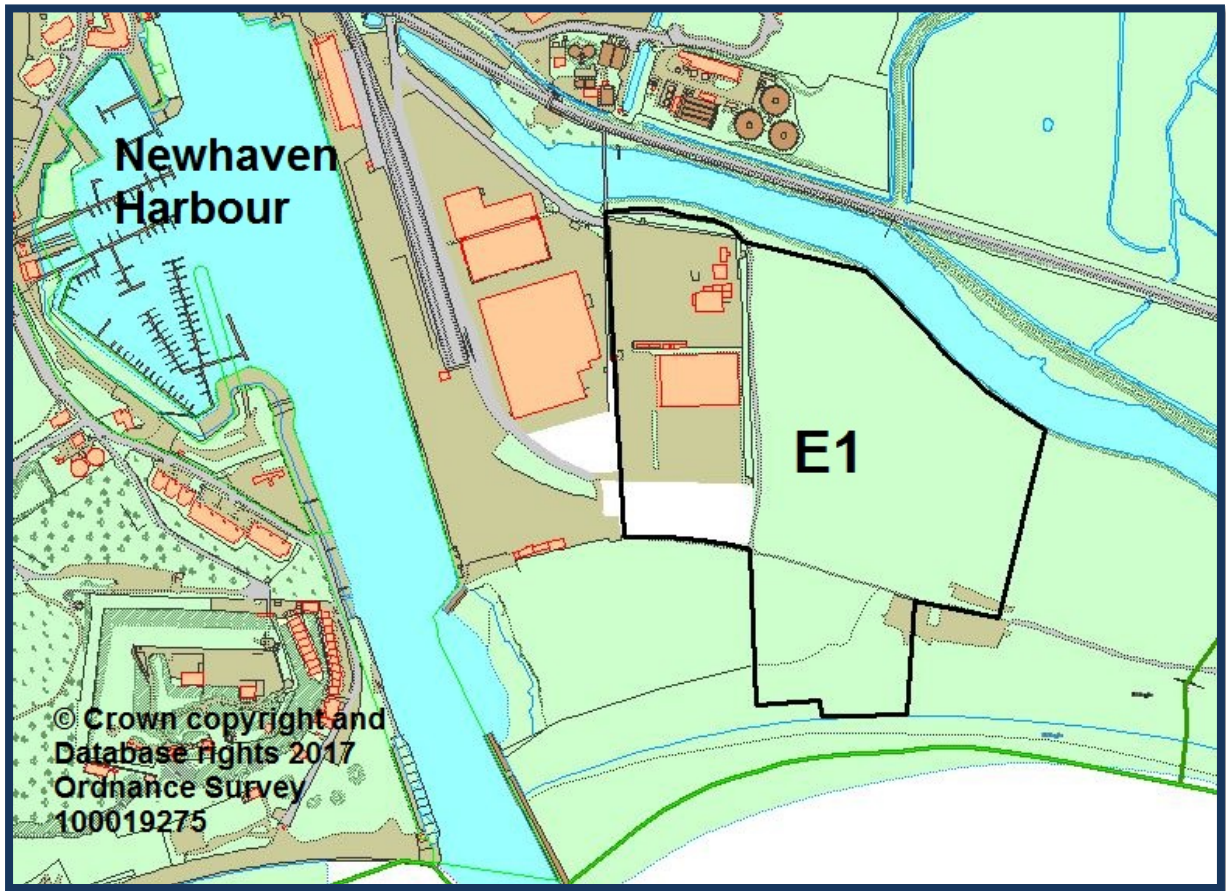 Newhaven
Harbour
E1
© Crown copyright and
Database rights 2017
Ordnance Survey
100019275